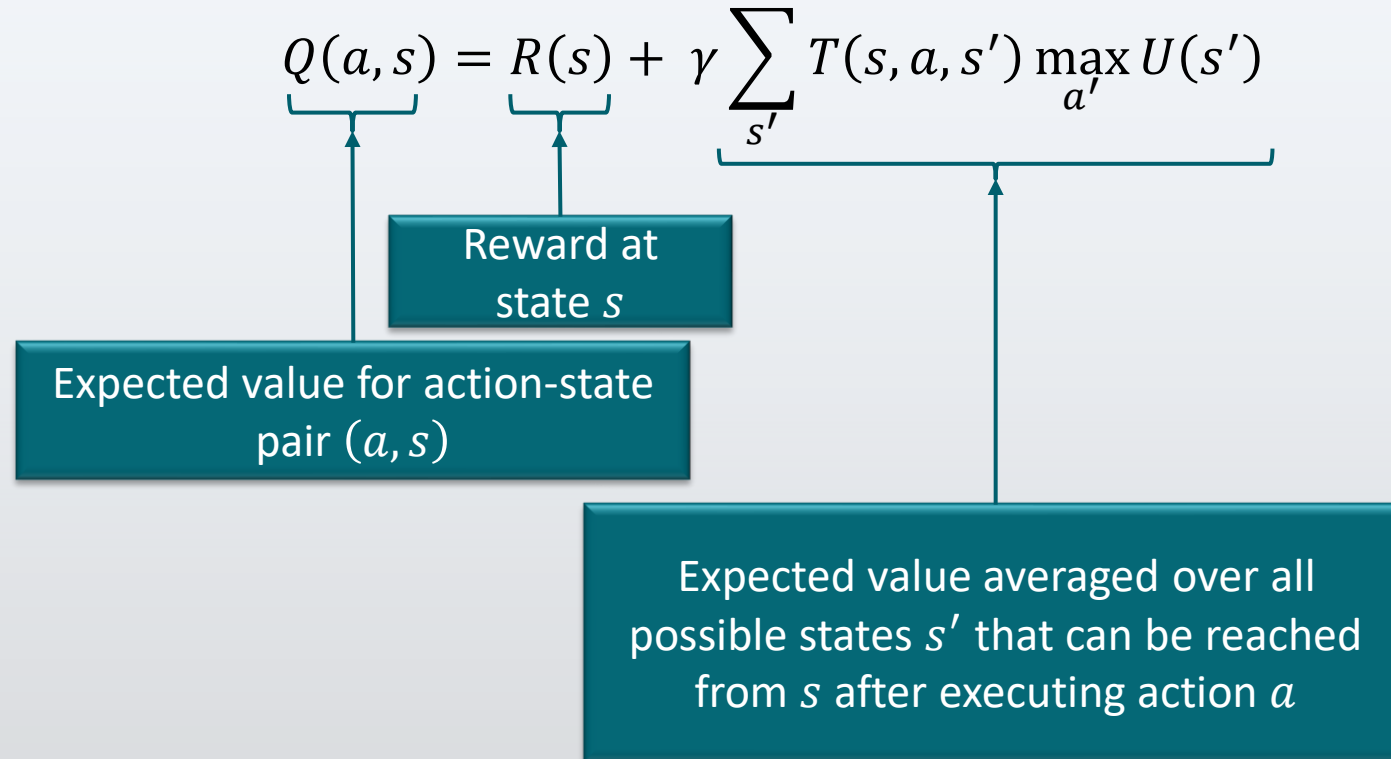 Q(a, s) = R(s) + γ ∑ T(s, a, s′) max U(s′)
s′ a′
Reward at
state s
Expected value for action-state
pair (a, s)
Expected value averaged over all
possible states s′ that can be reached
from s after executing action a